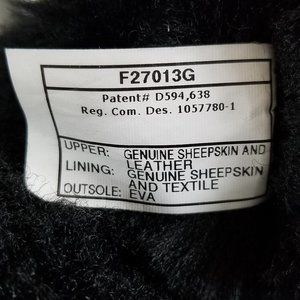 F27013G
Patent# D594,638
Reg. Com. Des. 1057780-1
UPPER: GENUINE SHEEPSKIN AND
LEATHER
LINING: GENUINE SHEEPSKIN
AND TEXTILE
OUTSOLE: EVA